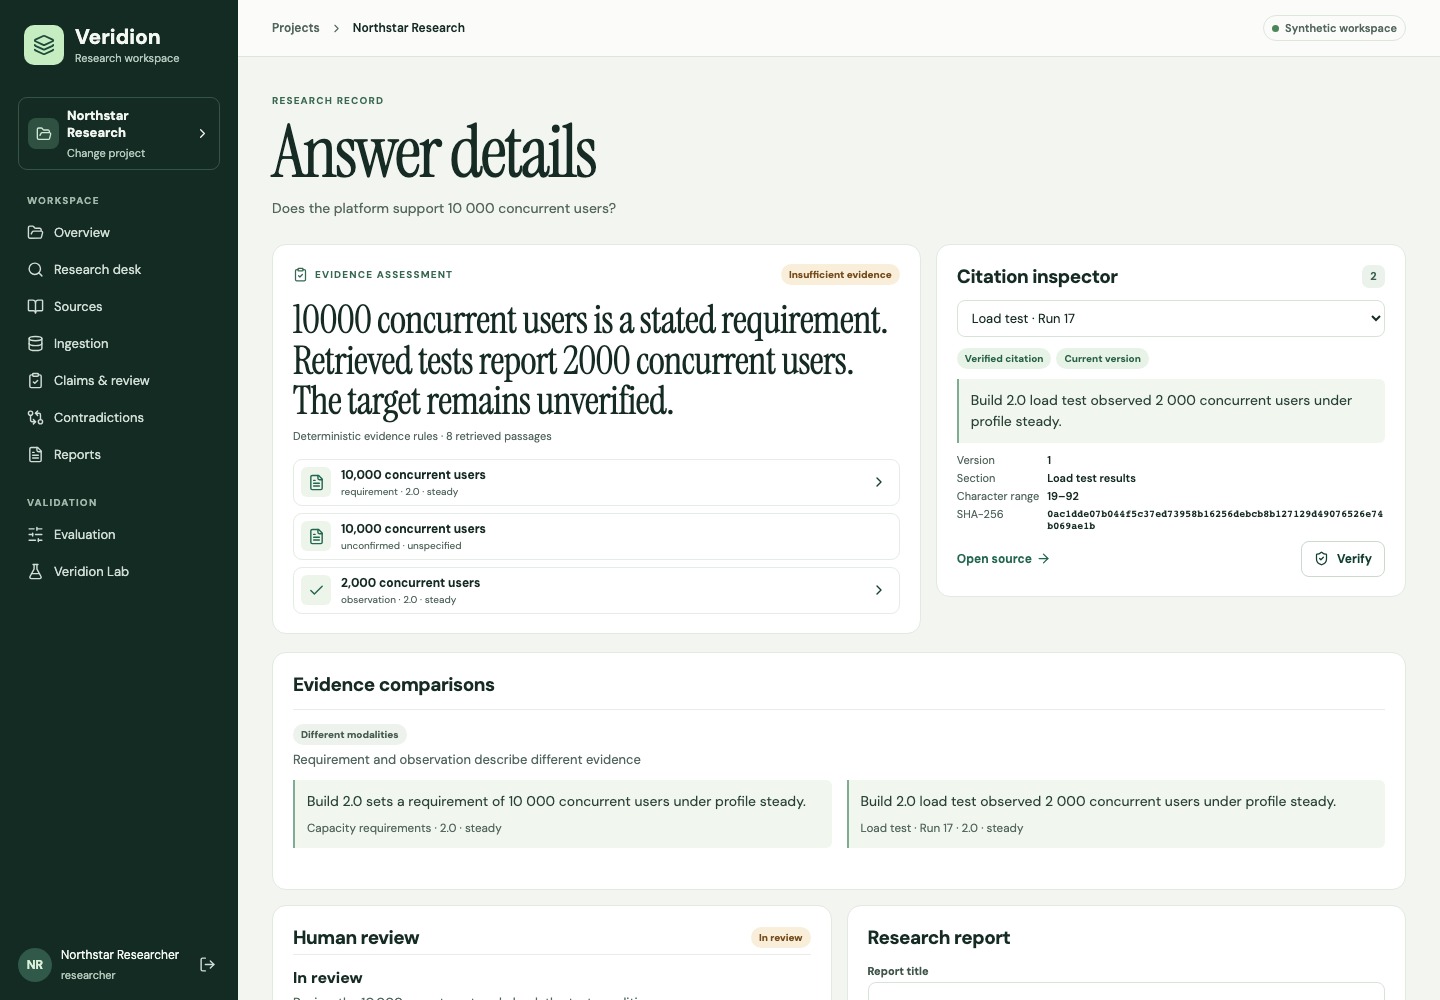 Veridion
Research workspace
Northstar
Research
Change project
WORKSPACE
Overview
Research desk
Sources
Ingestion
Claims & review
Contradictions
Reports
VALIDATION
Evaluation
Veridion Lab
NR
Northstar Researcher
researcher
Projects > Northstar Research
Synthetic workspace
RESEARCH RECORD
Answer details
Does the platform support 10 000 concurrent users?
EVIDENCE ASSESSMENT
Insufficient evidence
10000 concurrent users is a stated requirement.
Retrieved tests report 2000 concurrent users.
The target remains unverified.
Deterministic evidence rules · 8 retrieved passages
10,000 concurrent users
requirement · 2.0 · steady
10,000 concurrent users
unconfirmed · unspecified
2,000 concurrent users
observation · 2.0 · steady
Citation inspector
2
Load test · Run 17
Verified citation
Current version
Build 2.0 load test observed 2 000 concurrent users under
profile steady.
Version 1
Section Load test results
Character range 19–92
SHA-256 0ac1dde07b044f5c37ed73958b16256debcb8b127129d49076526e74
b069ae1b
Open source →
Verify
Evidence comparisons
Different modalities
Requirement and observation describe different evidence
Build 2.0 sets a requirement of 10 000 concurrent users under profile steady.
Capacity requirements · 2.0 · steady
Build 2.0 load test observed 2 000 concurrent users under profile steady.
Load test · Run 17 · 2.0 · steady
Human review
In review
In review
Research report
Report title